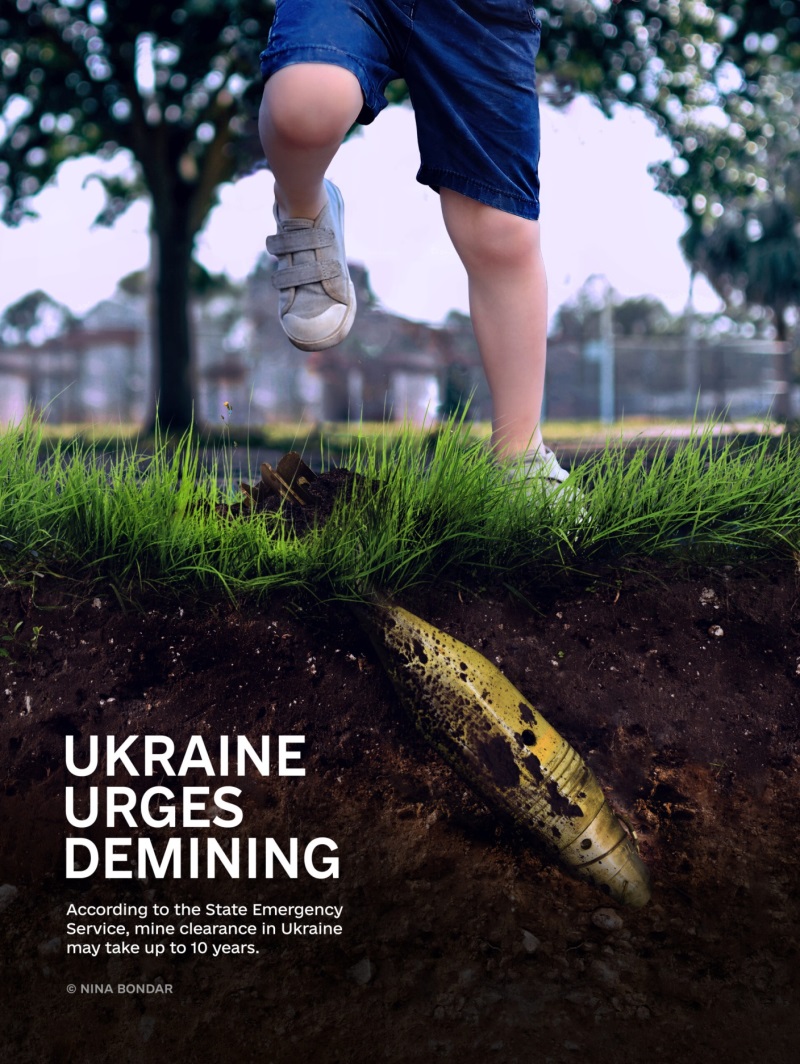 UKRAINE
URGES
DEMINING
According to the State Emergency
Service, mine clearance in Ukraine
may take up to 10 years.
© NINA BONDAR